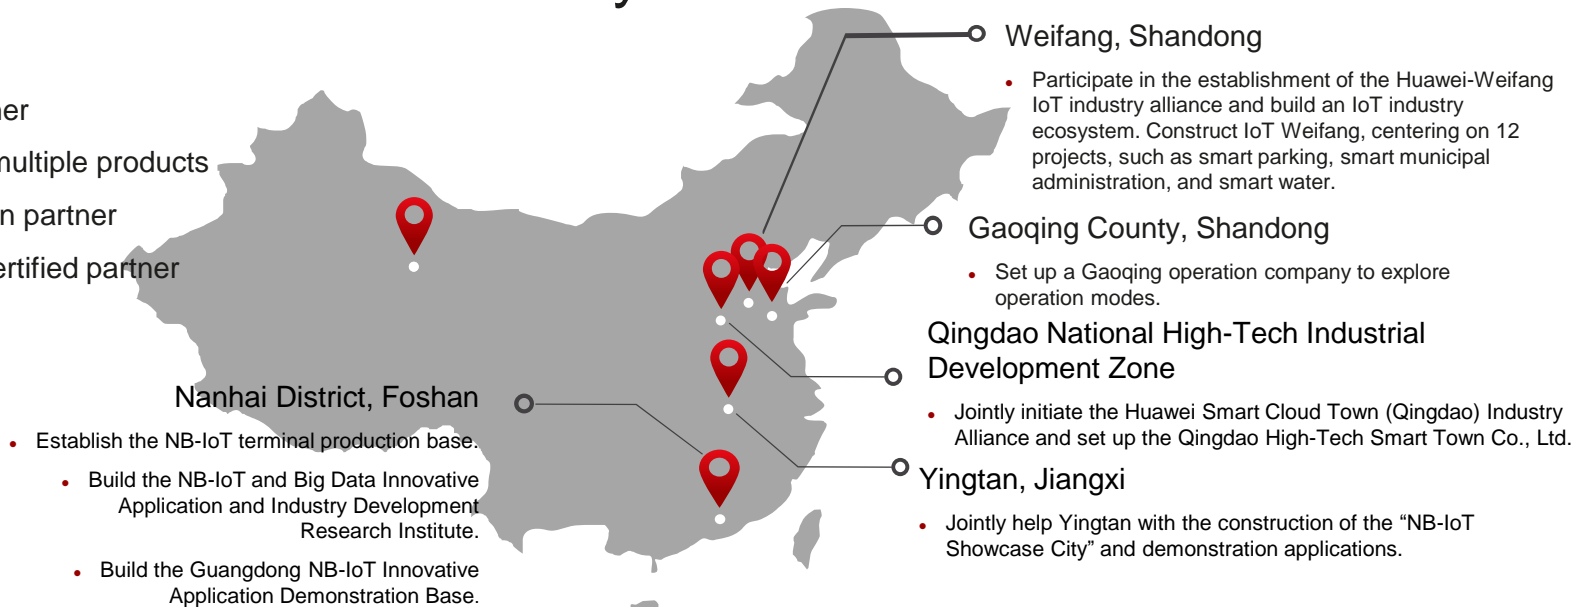 ner
multiple products
n partner
ertified partner
Weifang, Shandong
• Participate in the establishment of the Huawei-Weifang
IoT industry alliance and build an IoT industry
ecosystem. Construct IoT Weifang, centering on 12
projects, such as smart parking, smart municipal
administration, and smart water.
Gaoqing County, Shandong
• Set up a Gaoqing operation company to explore
operation modes.
Qingdao National High-Tech Industrial
Development Zone
• Jointly initiate the Huawei Smart Cloud Town (Qingdao) Industry
Alliance and set up the Qingdao High-Tech Smart Town Co., Ltd.
Yingtan, Jiangxi
• Jointly help Yingtan with the construction of the “NB-IoT
Showcase City” and demonstration applications.
Nanhai District, Foshan
• Establish the NB-IoT terminal production base.
• Build the NB-IoT and Big Data Innovative
Application and Industry Development
Research Institute.
• Build the Guangdong NB-IoT Innovative
Application Demonstration Base.